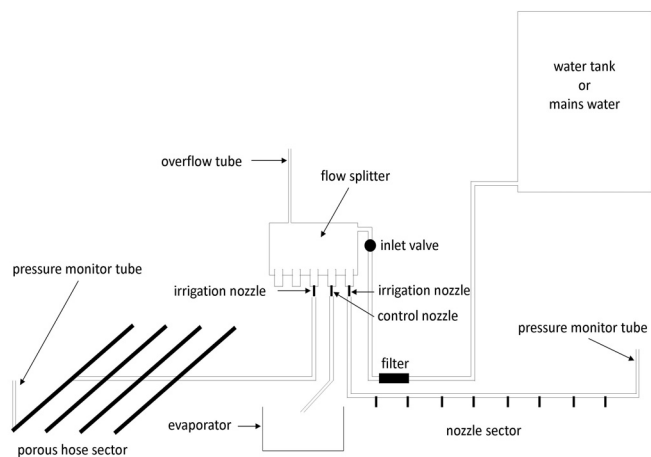 water tank
or
mains water
overflow tube
flow splitter
inlet valve
pressure monitor tube
irrigation nozzle
irrigation nozzle
control nozzle
pressure monitor tube
filter
evaporator
nozzle sector
porous hose sector